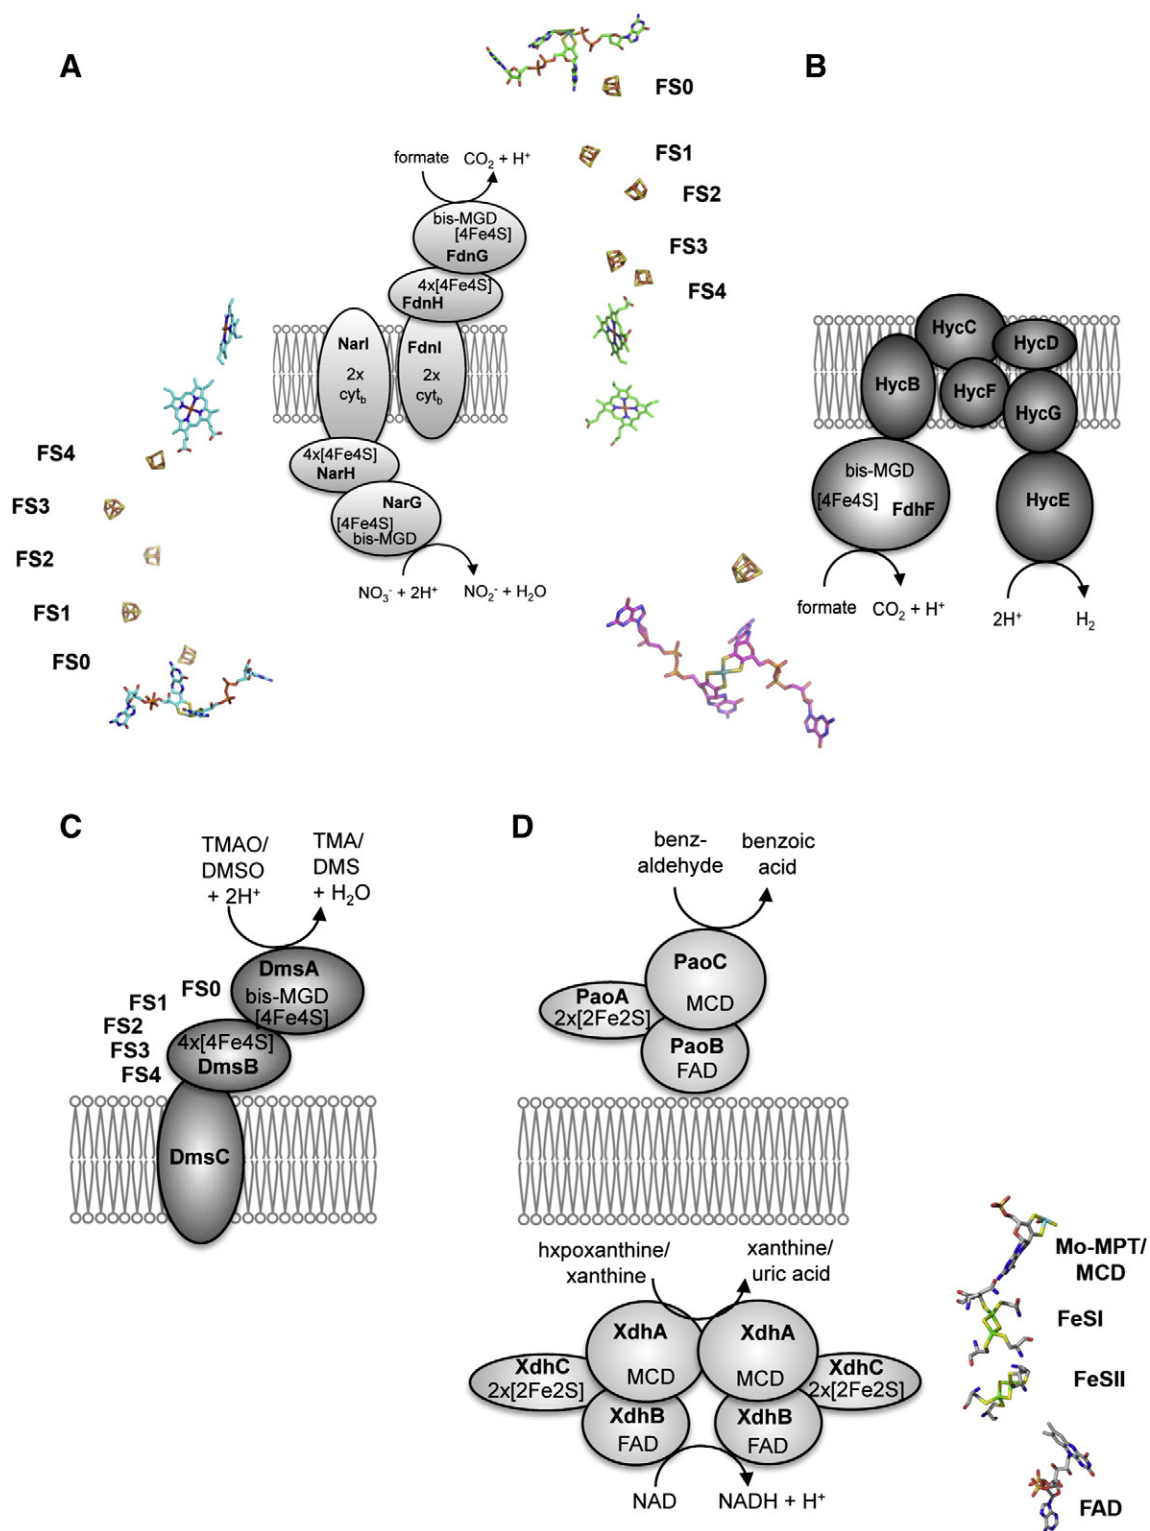 A
FS0
FS1
FS2
FS3
FS4
formate CO2 + H+
bis-MGD
[4Fe4S]
FdnG
4x[4Fe4S]
FdnH
NarI
2x
cytb
FdnI
2x
cytb
4x[4Fe4S]
NarH
NarG
[4Fe4S]
bis-MGD
NO3- + 2H+ NO2- + H2O
FS4
FS3
FS2
FS1
FS0
B
HycC
HycD
HycB
HycF
HycG
bis-MGD
[4Fe4S]
FdhF
HycE
formate CO2 + H+
2H+ H2
C
TMAO/
DMSO
+ 2H+
TMA/
DMS
+ H2O
DmsA
bis-MGD
[4Fe4S]
FS0
FS1
FS2
FS3
FS4
4x[4Fe4S]
DmsB
DmsC
D
benz-
aldehyde
benzoic
acid
PaoC
MCD
PaoA
2x[2Fe2S]
PaoB
FAD
hxpoxanthine/
xanthine
xanthine/
uric acid
XdhA
MCD
XdhA
MCD
XdhC
2x[2Fe2S]
XdhC
2x[2Fe2S]
XdhB
FAD
XdhB
FAD
NAD NADH + H+
Mo-MPT/
MCD
FeSI
FeSII
FAD